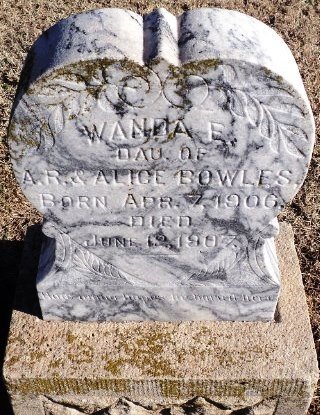 WANDA E.
DAU. OF
A.R. & ALICE BOWLES.
BORN APR. 7, 1906.
DIED
JUNE 12, 1907.